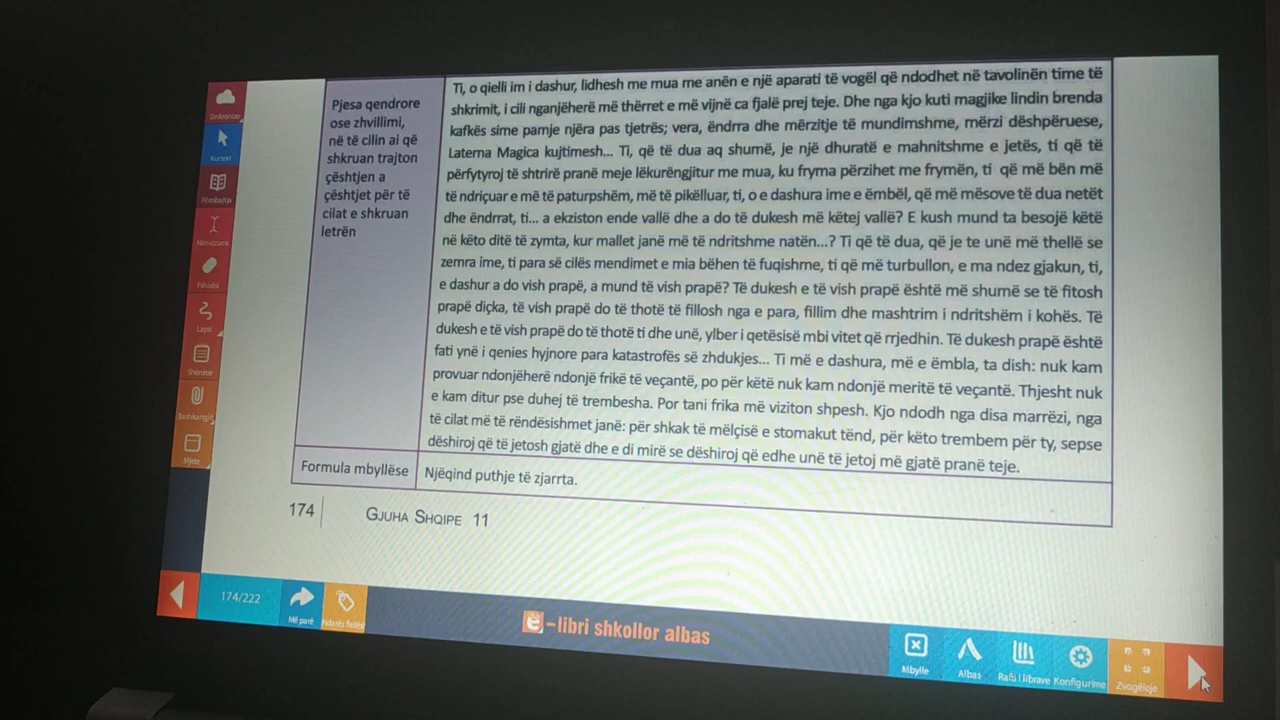 Sinkronizo
Kursori
Përmbajtja
Nënvizuesi
Fshirësi
Lapsi
Shënime
Bashkangjit
Mjete
Pjesa qendrore
ose zhvillimi,
në të cilin ai që
shkruan trajton
çështjen a
çështjet për të
cilat e shkruan
letrën
Ti, o qielli im i dashur, lidhesh me mua me anën e një aparati të vogël që ndodhet në tavolinën time të
shkrimit, i cili nganjëherë më thërret e më vijnë ca fjalë prej teje. Dhe nga kjo kuti magjike lindin brenda
kafkës sime pamje njëra pas tjetrës; vera, ëndrra dhe mërzitje të mundimshme, mërzi dëshpëruese,
Laterna Magica kujtimesh... Ti, që të dua aq shumë, je një dhuratë e mahnitshme e jetës, ti që të
përfytyroj të shtrirë pranë meje lëkurëngjitur me mua, ku fryma përzihet me frymën, ti që më bën më
të ndriçuar e më të paturpshëm, më të pikëlluar, ti, o e dashura ime e ëmbël, që më mësove të dua netët
dhe ëndrrat, ti... a ekziston ende vallë dhe a do të dukesh më këtej vallë? E kush mund ta besojë këtë
në këto ditë të zymta, kur mallet janë më të ndritshme natën...? Ti që të dua, që je te unë më thellë se
zemra ime, ti para së cilës mendimet e mia bëhen të fuqishme, ti që më turbullon, e ma ndez gjakun, ti,
e dashur a do vish prapë, a mund të vish prapë? Të dukesh e të vish prapë është më shumë se të fitosh
prapë diçka, të vish prapë do të thotë të fillosh nga e para, fillim dhe mashtrim i ndritshëm i kohës. Të
dukesh e të vish prapë do të thotë ti dhe unë, ylber i qetësisë mbi vitet që rrjedhin. Të dukesh prapë është
fati ynë i qenies hyjnore para katastrofës së zhdukjes... Ti më e dashura, më e ëmbla, ta dish: nuk kam
provuar ndonjëherë ndonjë frikë të veçantë, po për këtë nuk kam ndonjë meritë të veçantë. Thjesht nuk
e kam ditur pse duhej të trembesha. Por tani frika më viziton shpesh. Kjo ndodh nga disa marrëzi, nga
të cilat më të rëndësishmet janë: për shkak të mëlçisë e stomakut tënd, për këto trembem për ty, sepse
dëshiroj që të jetosh gjatë dhe e di mirë se dëshiroj që edhe unë të jetoj më gjatë pranë teje.
Formula mbyllëse
Njëqind puthje të zjarrta.
174
GJUHA SHQIPE 11
174/222
Më parë
Ndarës fletësh
ë-libri shkollor albas
Mbylle
Albas
Rafti i librave
Konfigurime
Zvogëloje